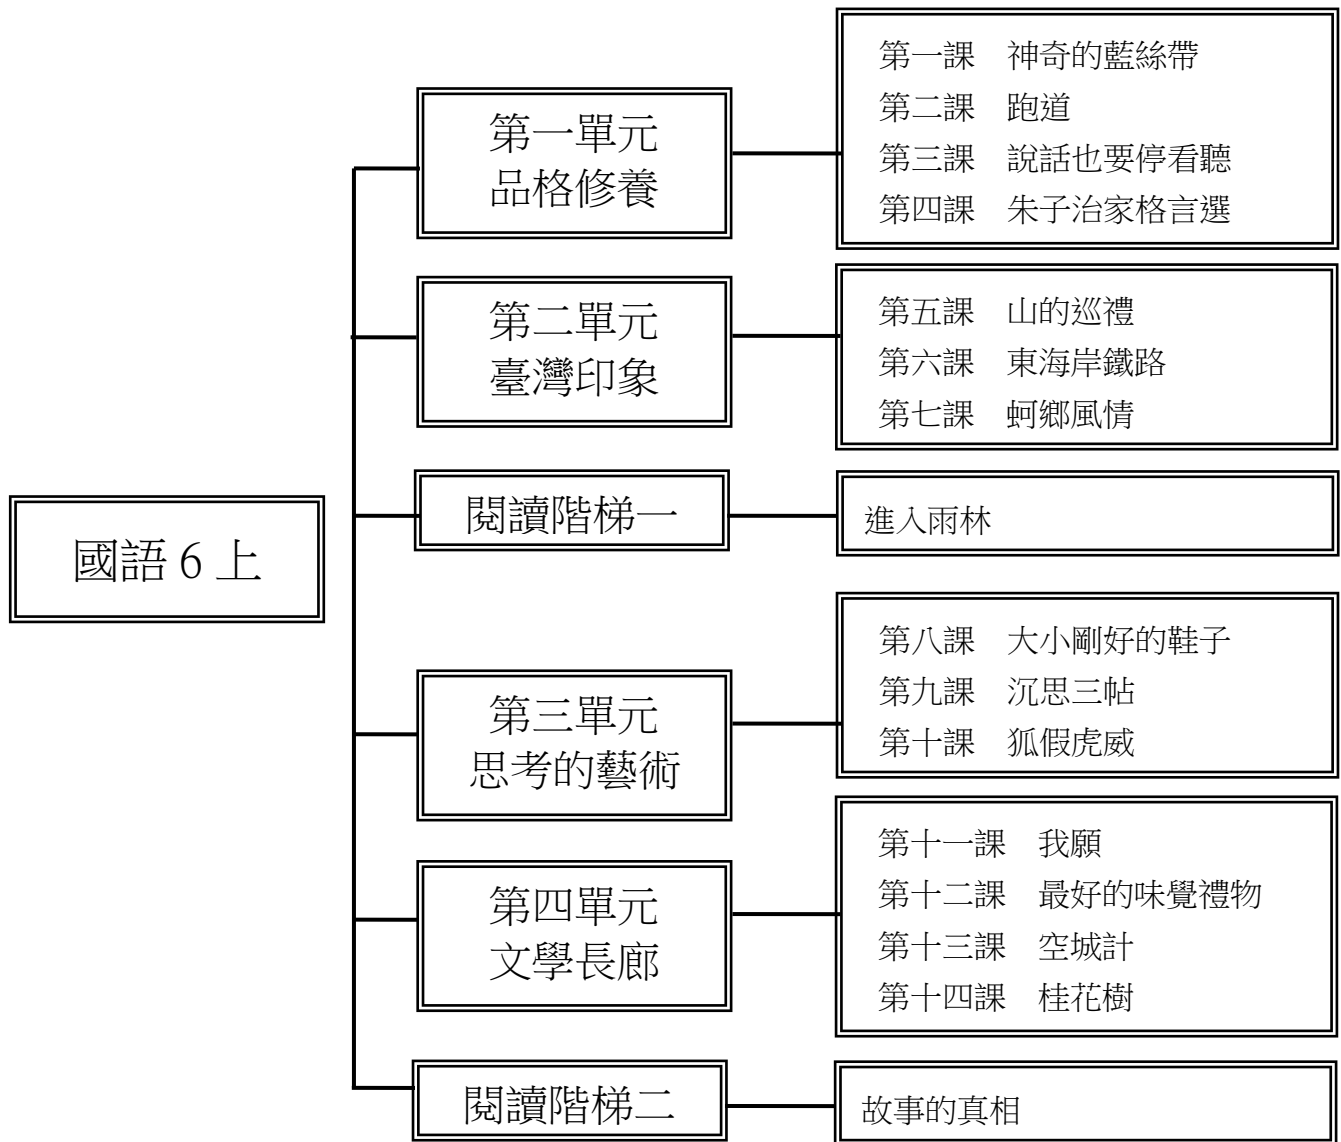 國語 6 上
第一單元
品格修養
第一課　神奇的藍絲帶
第二課　跑道
第三課　說話也要停看聽
第四課　朱子治家格言選
第二單元
臺灣印象
第五課　山的巡禮
第六課　東海岸鐵路
第七課　蚵鄉風情
閱讀階梯一
進入雨林
第三單元
思考的藝術
第八課　大小剛好的鞋子
第九課　沉思三帖
第十課　狐假虎威
第四單元
文學長廊
第十一課　我願
第十二課　最好的味覺禮物
第十三課　空城計
第十四課　桂花樹
閱讀階梯二
故事的真相